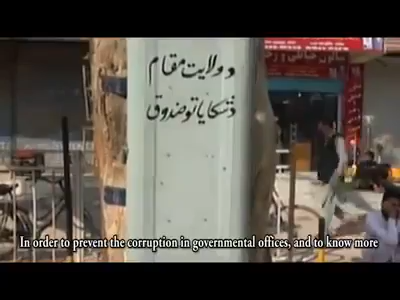 د ولایت مقام
د شکایاتو صندوق
In order to prevent the corruption in governmental offices, and to know more